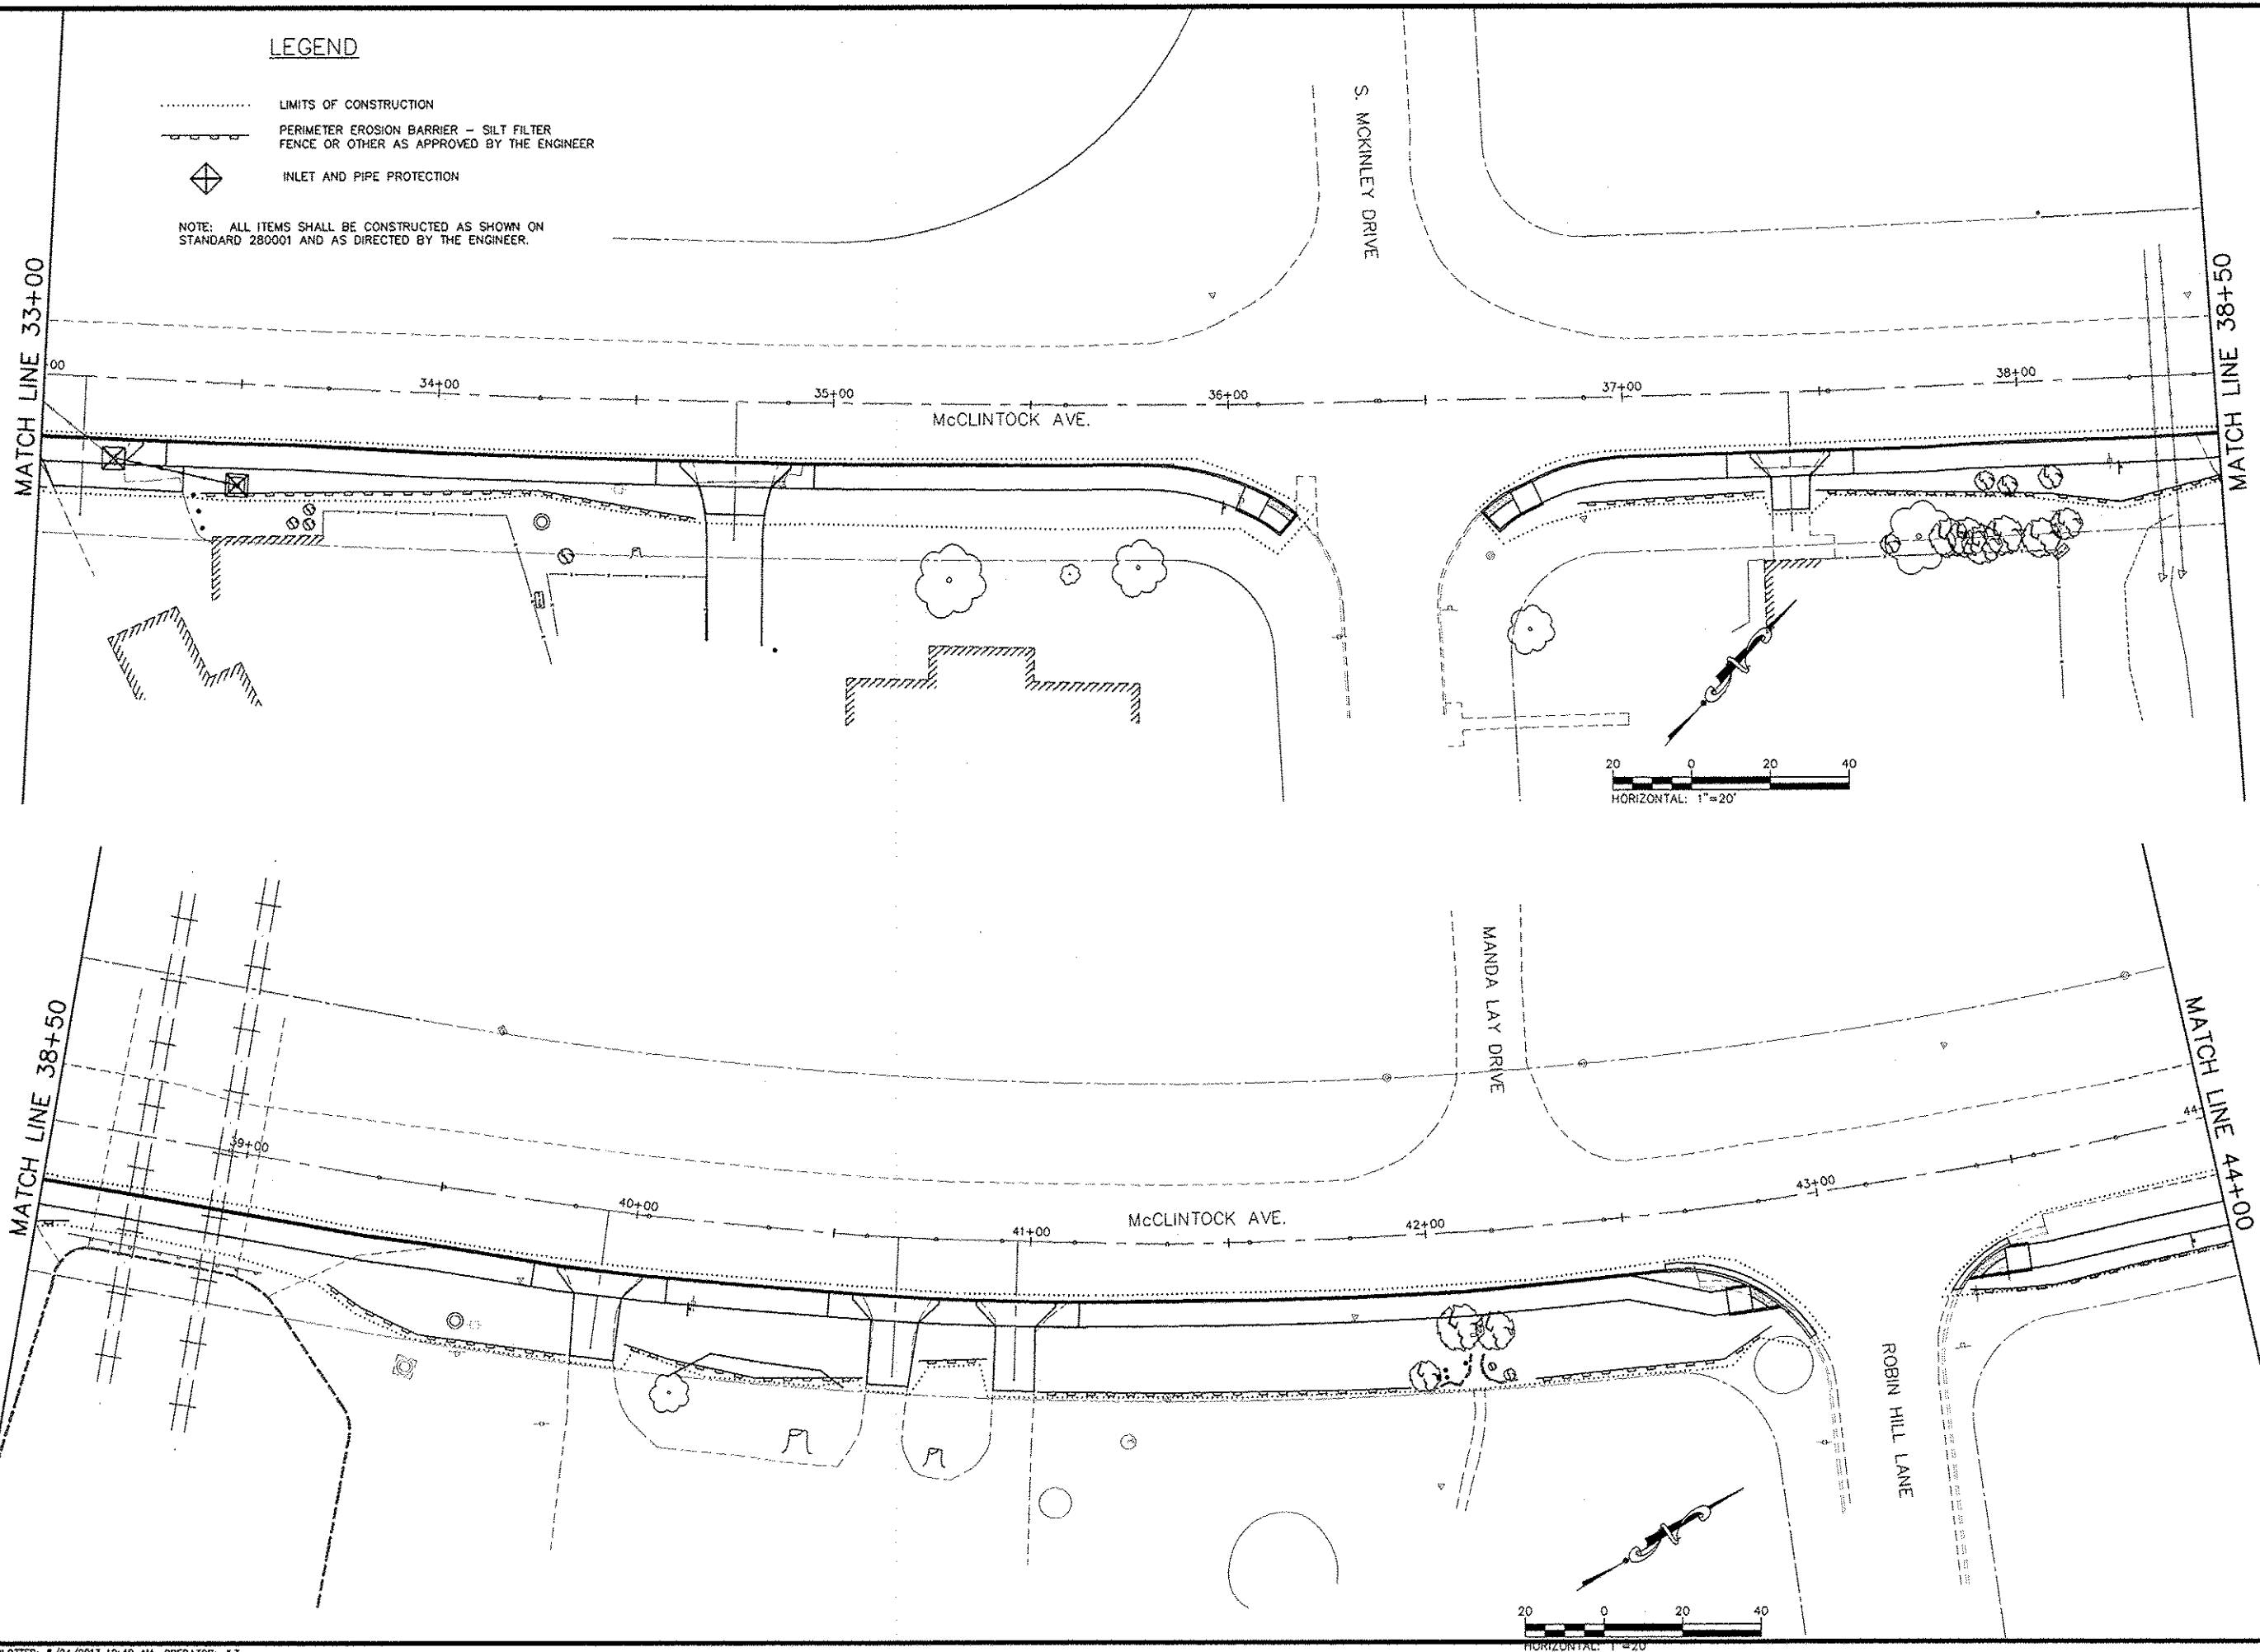 LEGEND
LIMITS OF CONSTRUCTION
PERIMETER EROSION BARRIER - SILT FILTER
FENCE OR OTHER AS APPROVED BY THE ENGINEER
INLET AND PIPE PROTECTION
NOTE: ALL ITEMS SHALL BE CONSTRUCTED AS SHOWN ON
STANDARD 280001 AND AS DIRECTED BY THE ENGINEER.
S. MCKINLEY DRIVE
MATCH LINE 33+00
MATCH LINE 38+50
00
34+00
35+00
36+00
37+00
38+00
McCLINTOCK AVE.
20 0 20 40
HORIZONTAL: 1"=20'
MANDA LAY DRIVE
MATCH LINE 38+50
MATCH LINE 44+00
39+00
40+00
41+00
42+00
43+00
44
McCLINTOCK AVE.
ROBIN HILL LANE
20 0 20 40
HORIZONTAL: 1"=20'